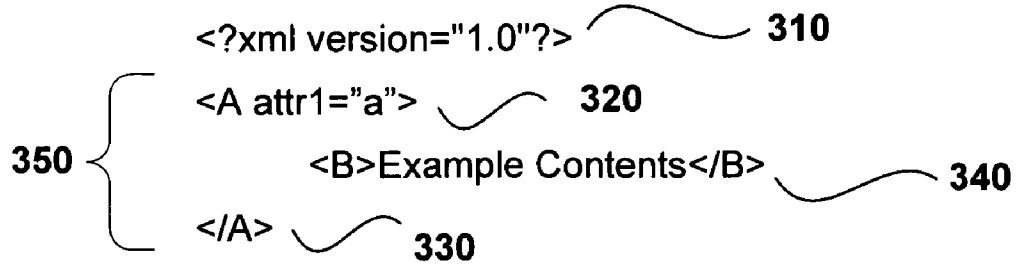 <?xml version="1.0"?> 310
<A attr1=”a”> 320
350
<B>Example Contents</B> 340
</A> 330